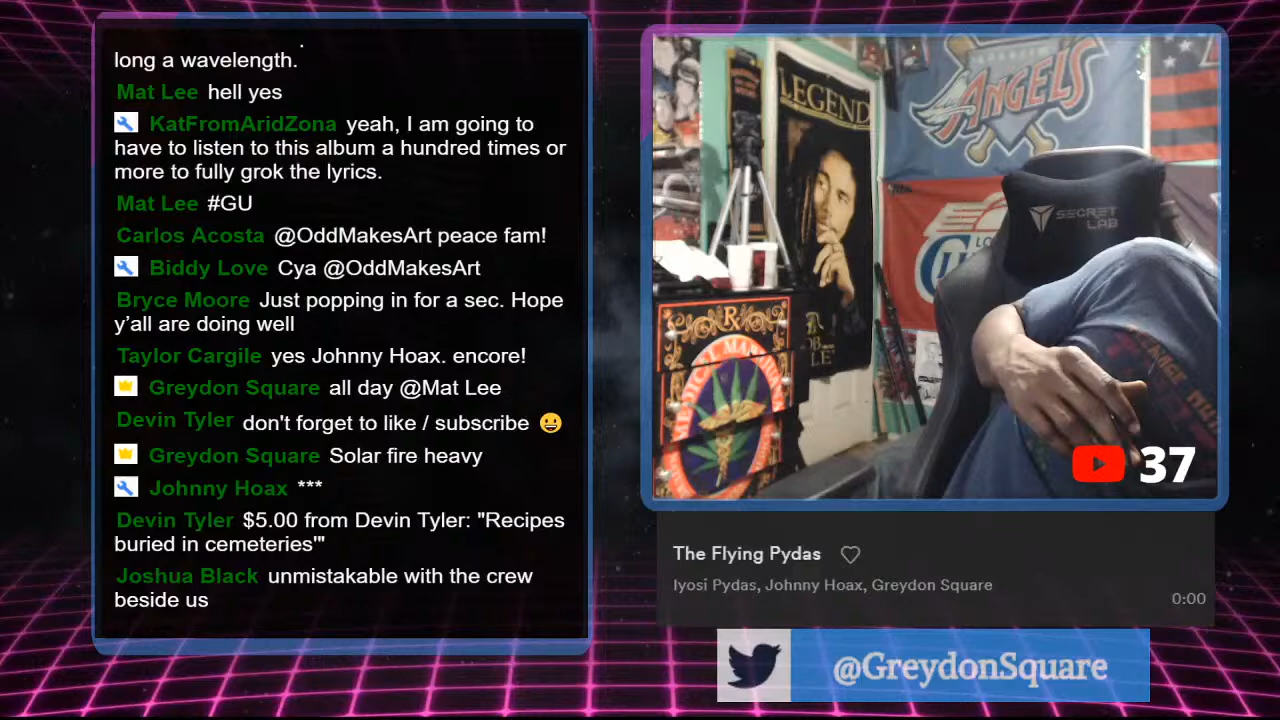 long a wavelength.
Mat Lee hell yes
KatFromAridZona yeah, I am going to
have to listen to this album a hundred times or
more to fully grok the lyrics.
Mat Lee #GU
Carlos Acosta @OddMakesArt peace fam!
Biddy Love Cya @OddMakesArt
Bryce Moore Just popping in for a sec. Hope
y'all are doing well
Taylor Cargile yes Johnny Hoax. encore!
Greydon Square all day @Mat Lee
Devin Tyler don't forget to like / subscribe 😀
Greydon Square Solar fire heavy
Johnny Hoax ***
Devin Tyler $5.00 from Devin Tyler: "Recipes
buried in cemeteries'"
Joshua Black unmistakable with the crew
beside us
LEGEND
ANGELS
SECRET
LAB
MEDICAL MARIJUANA
37
The Flying Pydas
Iyosi Pydas, Johnny Hoax, Greydon Square
0:00
@GreydonSquare